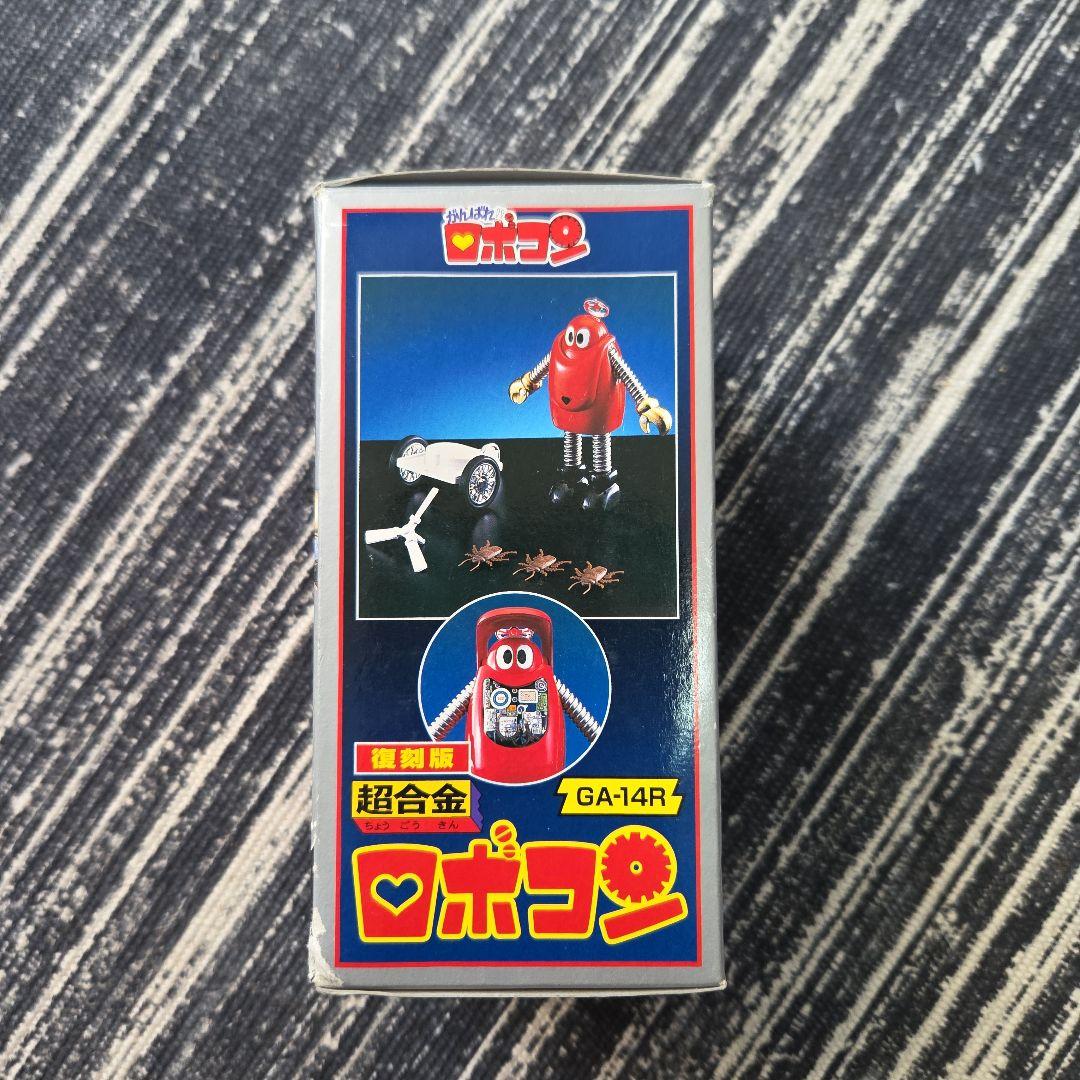 がんばれ!!
ロボコン
復刻版
超合金
ちょう ごう きん
GA-14R
ロボコン